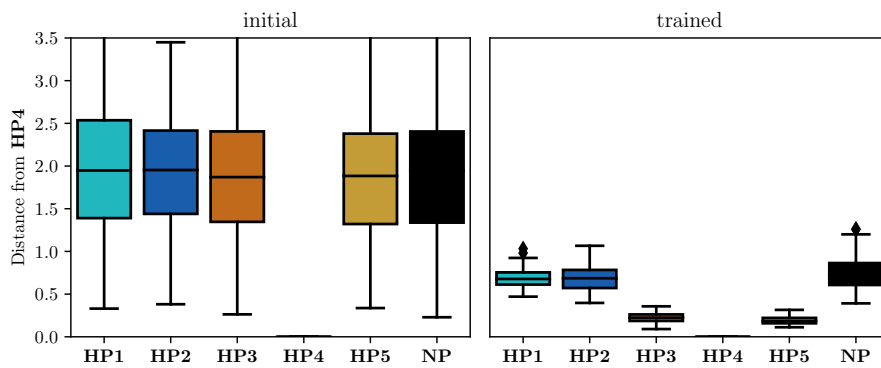 initial
trained
Distance from HP4
3.5
3.0
2.5
2.0
1.5
1.0
0.5
0.0
HP1 HP2 HP3 HP4 HP5 NP
HP1 HP2 HP3 HP4 HP5 NP